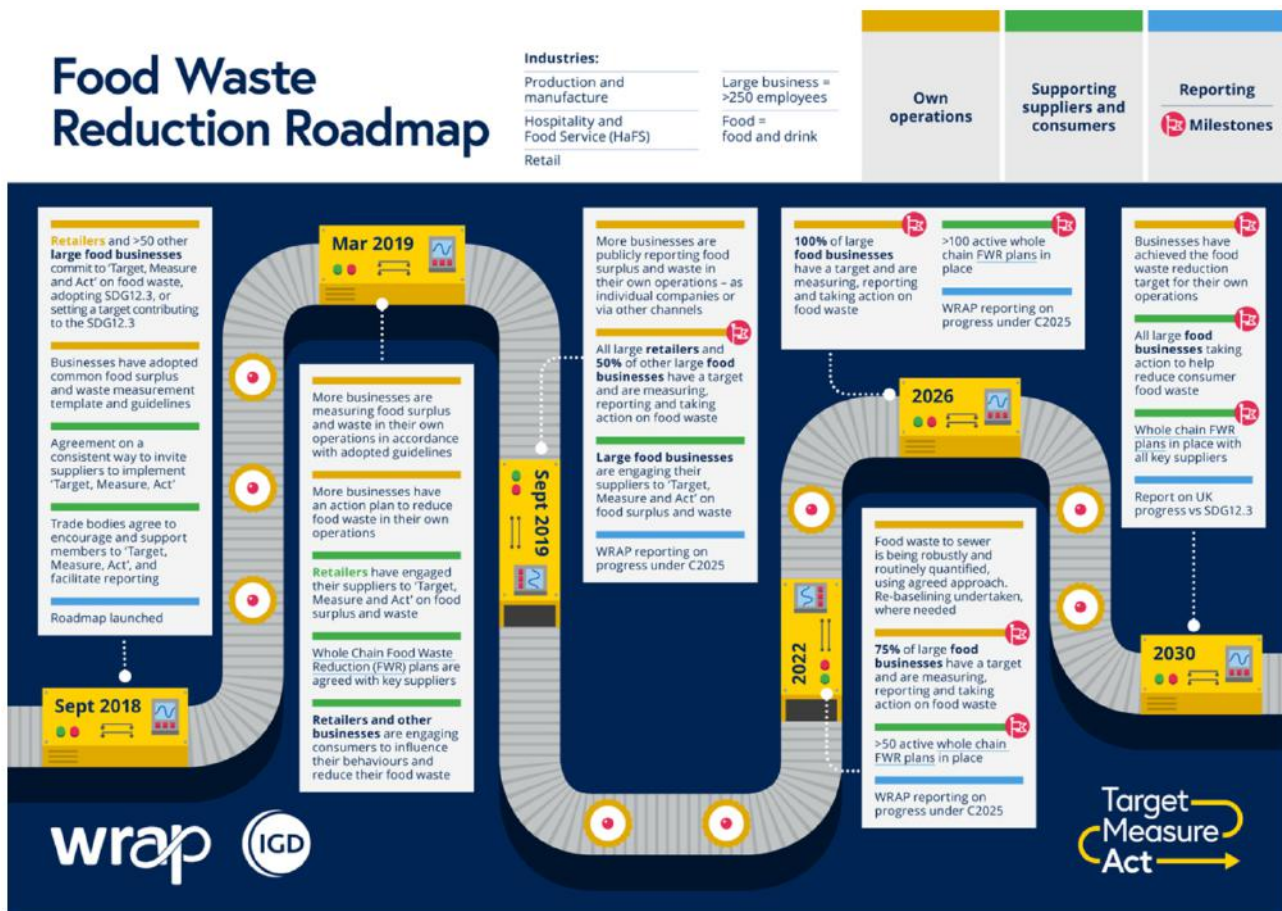 Food Waste
Reduction Roadmap
Industries:
Production and
manufacture
Hospitality and
Food Service (HaFS)
Retail
Large business =
>250 employees
Food =
food and drink
Own
operations
Supporting
suppliers and
consumers
Reporting
Milestones
Retailers and >50 other
large food businesses
commit to ‘Target, Measure
and Act’ on food waste,
adopting SDG12.3, or
setting a target contributing
to the SDG12.3
Businesses have adopted
common food surplus
and waste measurement
template and guidelines
Agreement on a
consistent way to invite
suppliers to implement
‘Target, Measure, Act’
Trade bodies agree to
encourage and support
members to ‘Target,
Measure, Act’, and
facilitate reporting
Roadmap launched
Sept 2018
Mar 2019
More businesses are
measuring food surplus
and waste in their own
operations in accordance
with adopted guidelines
More businesses have
an action plan to reduce
food waste in their own
operations
Retailers have engaged
their suppliers to ‘Target,
Measure and Act’ on food
surplus and waste
Whole Chain Food Waste
Reduction (FWR) plans are
agreed with key suppliers
Retailers and other
businesses are engaging
consumers to influence
their behaviours and
reduce their food waste
Sept 2019
More businesses are
publicly reporting food
surplus and waste in
their own operations – as
individual companies or
via other channels
All large retailers and
50% of other large food
businesses have a target
and are measuring,
reporting and taking
action on food waste
Large food businesses
are engaging their
suppliers to ‘Target,
Measure and Act’ on
food surplus and waste
WRAP reporting on
progress under C2025
2022
Food waste to sewer
is being robustly and
routinely quantified,
using agreed approach.
Re-baselining undertaken,
where needed
75% of large food
businesses have a target
and are measuring,
reporting and taking
action on food waste
>50 active whole chain
FWR plans in place
WRAP reporting on
progress under C2025
100% of large
food businesses
have a target and are
measuring, reporting
and taking action on
food waste
>100 active whole
chain FWR plans in
place
WRAP reporting on
progress under C2025
2026
Businesses have
achieved the food
waste reduction
target for their own
operations
All large food
businesses taking
action to help
reduce consumer
food waste
Whole chain FWR
plans in place with
all key suppliers
Report on UK
progress vs SDG12.3
2030
wrap
IGD
Target
Measure
Act